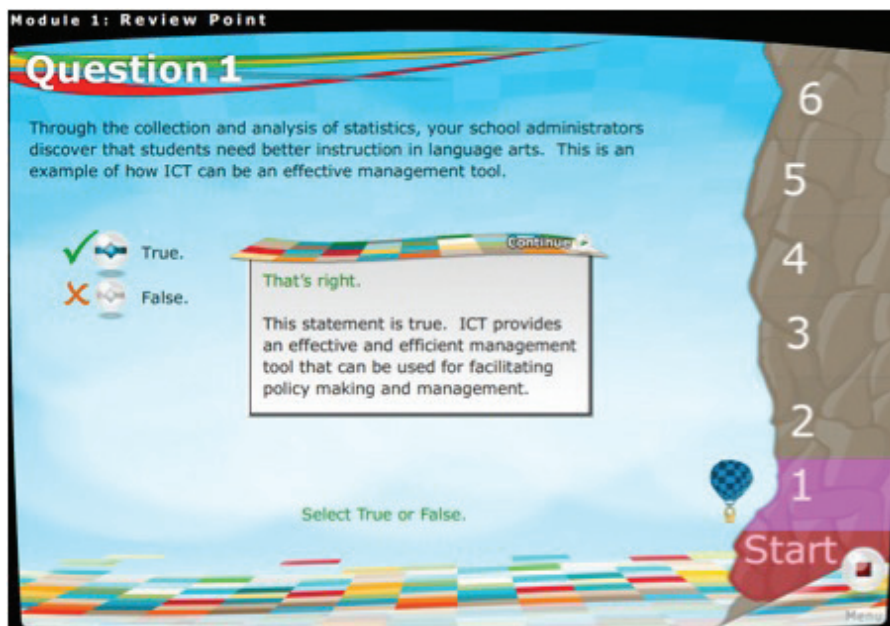 Module 1: Review Point
Question 1
Through the collection and analysis of statistics, your school administrators
discover that students need better instruction in language arts.  This is an
example of how ICT can be an effective management tool.
True.
False.
Continue
That's right.
This statement is true.  ICT provides
an effective and efficient management
tool that can be used for facilitating
policy making and management.
Select True or False.
6
5
4
3
2
1
Start
Menu